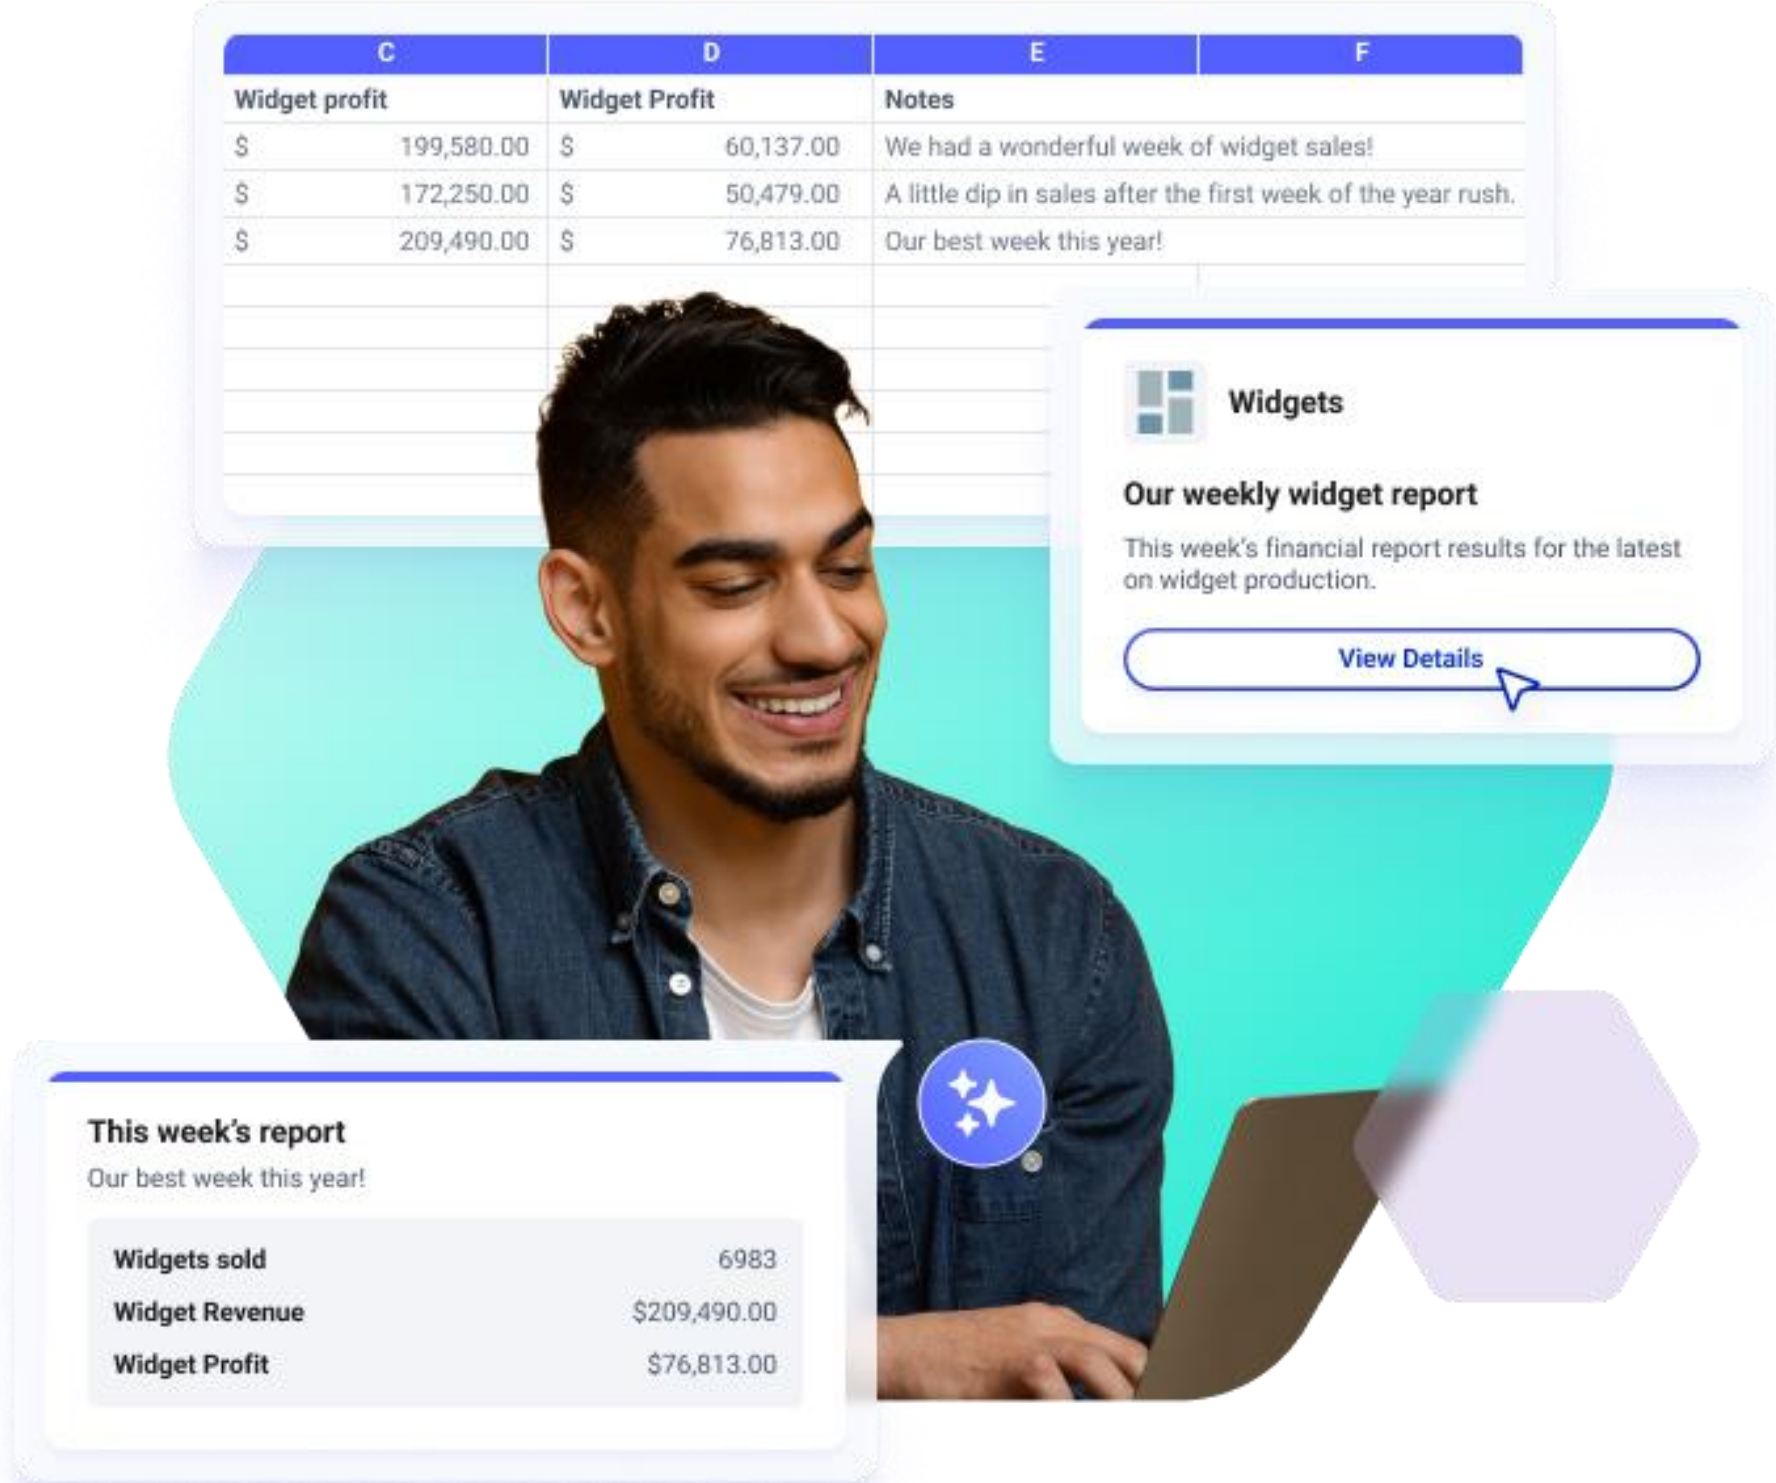 C D E F
Widget profit Widget Profit Notes
$ 199,580.00 $ 60,137.00 We had a wonderful week of widget sales!
$ 172,250.00 $ 50,479.00 A little dip in sales after the first week of the year rush.
$ 209,490.00 $ 76,813.00 Our best week this year!
Widgets
Our weekly widget report
This week's financial report results for the latest
on widget production.
View Details
This week's report
Our best week this year!
Widgets sold 6983
Widget Revenue $209,490.00
Widget Profit $76,813.00